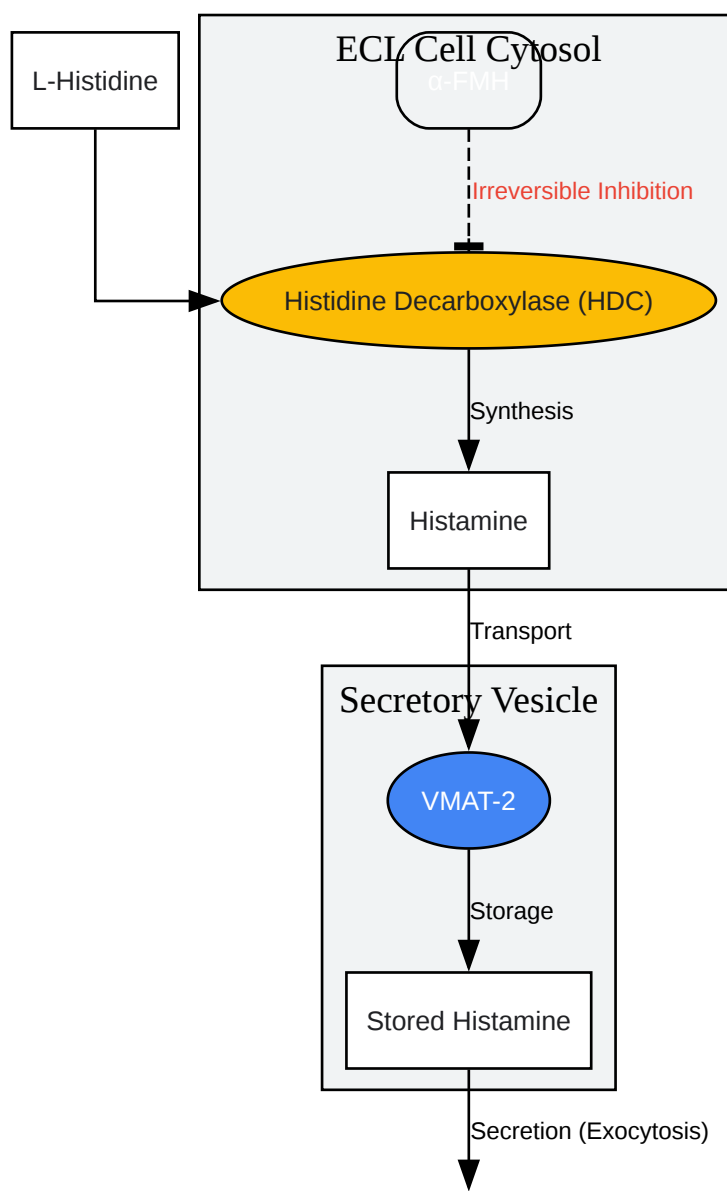 ECL Cell Cytosol
L-Histidine
α-FMH
Irreversible Inhibition
Histidine Decarboxylase (HDC)
Synthesis
Histamine
Transport
Secretory Vesicle
VMAT-2
Storage
Stored Histamine
Secretion (Exocytosis)